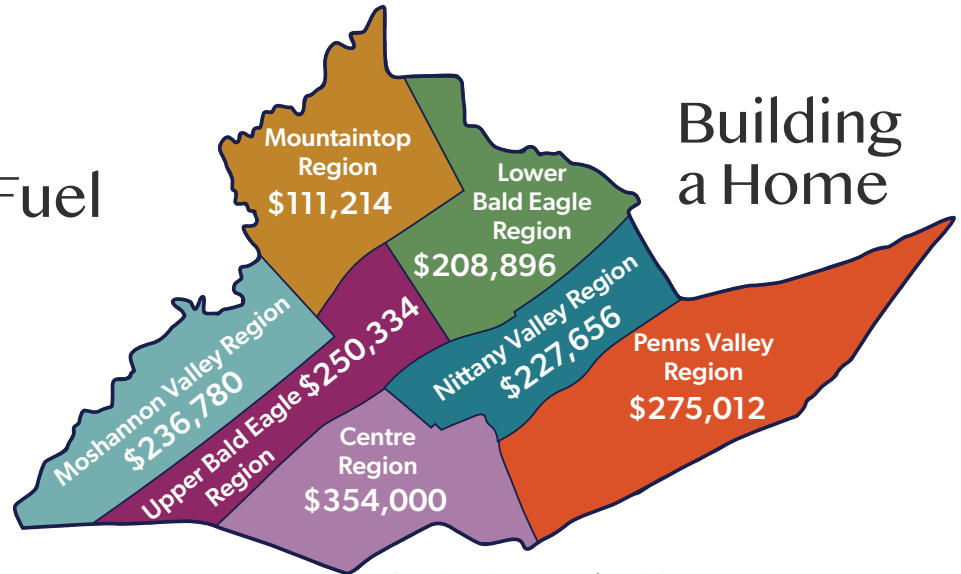 Fuel
Building
a Home
Mountaintop
Region
$111,214
Lower
Bald Eagle
Region
$208,896
Moshannon Valley Region
$236,780
Upper Bald Eagle $250,334
Region
Nittany Valley Region
$227,656
Penns Valley
Region
$275,012
Centre
Region
$354,000